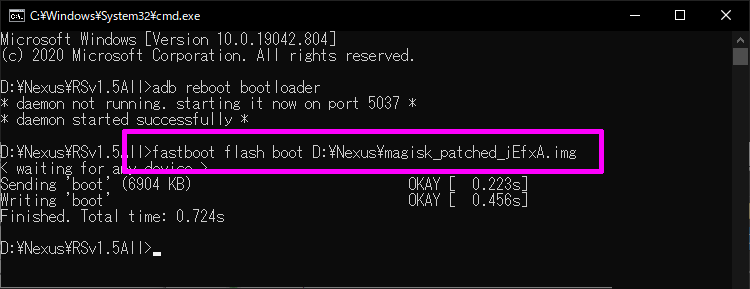 C:¥Windows¥System32¥cmd.exe
Microsoft Windows [Version 10.0.19042.804]
(c) 2020 Microsoft Corporation. All rights reserved.
D:¥Nexus¥RSv1.5All>adb reboot bootloader
* daemon not running. starting it now on port 5037 *
* daemon started successfully *
D:¥Nexus¥RSv1.5All>fastboot flash boot D:¥Nexus¥magisk_patched_jEfxA.img
< waiting for any device >
Sending 'boot' (6904 KB) OKAY [ 0.223s]
Writing 'boot' OKAY [ 0.456s]
Finished. Total time: 0.724s
D:¥Nexus¥RSv1.5All>